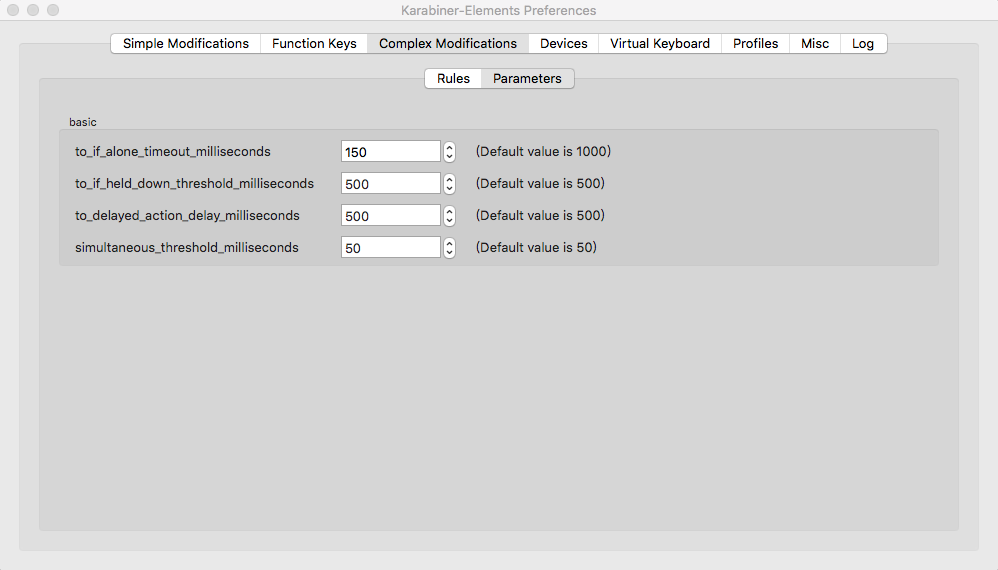 Karabiner-Elements Preferences
Simple Modifications Function Keys Complex Modifications Devices Virtual Keyboard Profiles Misc Log
Rules Parameters
basic
to_if_alone_timeout_milliseconds 150 (Default value is 1000)
to_if_held_down_threshold_milliseconds 500 (Default value is 500)
to_delayed_action_delay_milliseconds 500 (Default value is 500)
simultaneous_threshold_milliseconds 50 (Default value is 50)